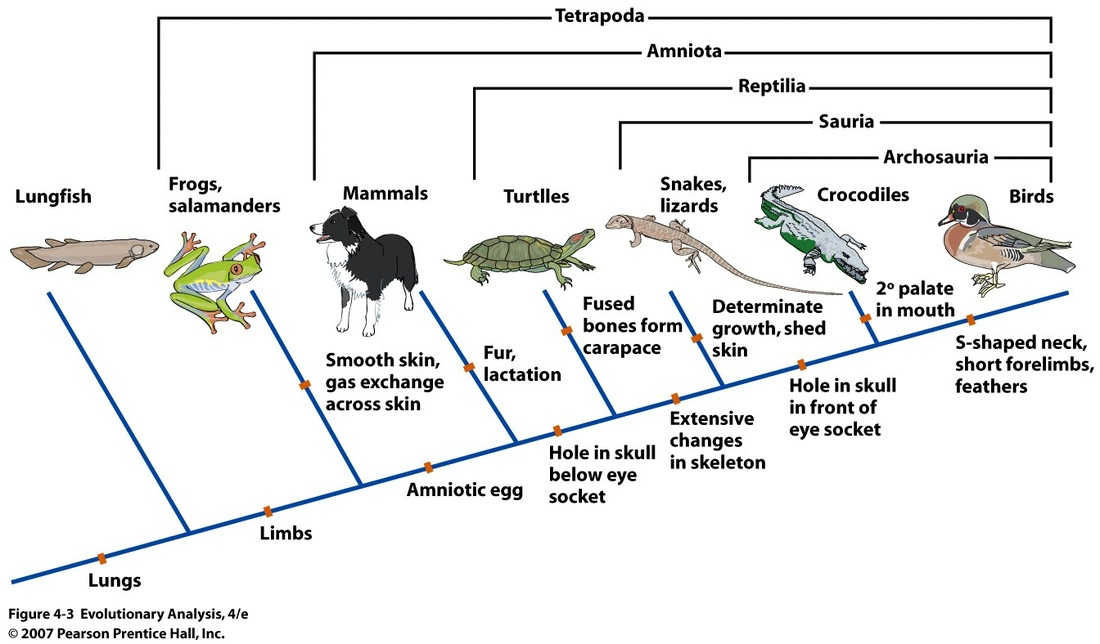 Tetrapoda
Amniota
Reptilia
Sauria
Archosauria
Lungfish
Frogs,
salamanders
Mammals
Turtlles
Snakes,
lizards
Crocodiles
Birds
Smooth skin,
gas exchange
across skin
Fur,
lactation
Fused
bones form
carapace
Determinate
growth, shed
skin
2º palate
in mouth
S-shaped neck,
short forelimbs,
feathers
Hole in skull
in front of
eye socket
Extensive
changes
in skeleton
Hole in skull
below eye
socket
Amniotic egg
Limbs
Lungs
Figure 4-3 Evolutionary Analysis, 4/e
© 2007 Pearson Prentice Hall, Inc.